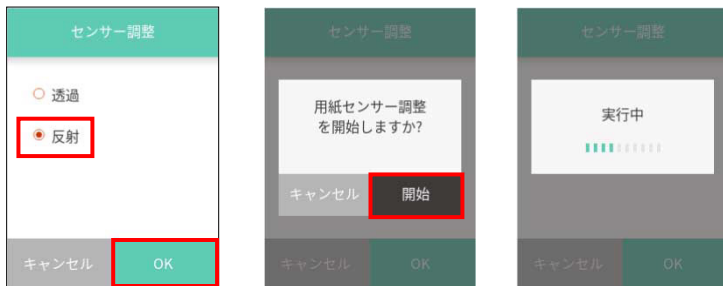 センサー調整
透過
反射
キャンセル
OK
センサー調整
用紙センサー調整
を開始しますか?
キャンセル
開始
キャンセル
OK
センサー調整
実行中
キャンセル
OK